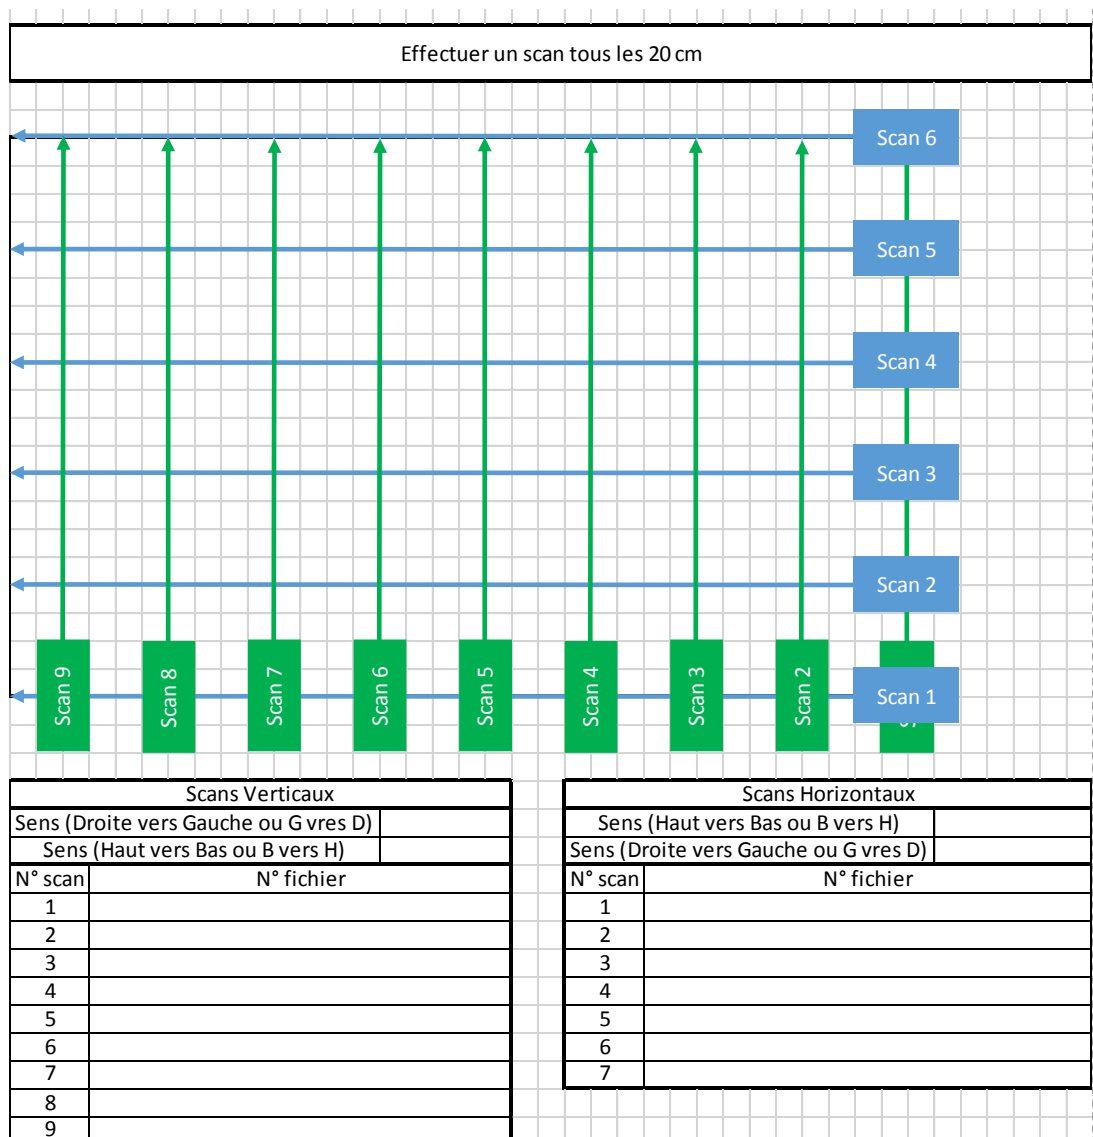 Effectuer un scan tous les 20 cm
Scan 6
Scan 5
Scan 4
Scan 3
Scan 2
Scan 9
Scan 8
Scan 7
Scan 6
Scan 5
Scan 4
Scan 3
Scan 2
Scan 1
Scans Verticaux
Sens (Droite vers Gauche ou G vres D)
Sens (Haut vers Bas ou B vers H)
N° scan N° fichier
1
2
3
4
5
6
7
8
9
Scans Horizontaux
Sens (Haut vers Bas ou B vers H)
Sens (Droite vers Gauche ou G vres D)
N° scan N° fichier
1
2
3
4
5
6
7